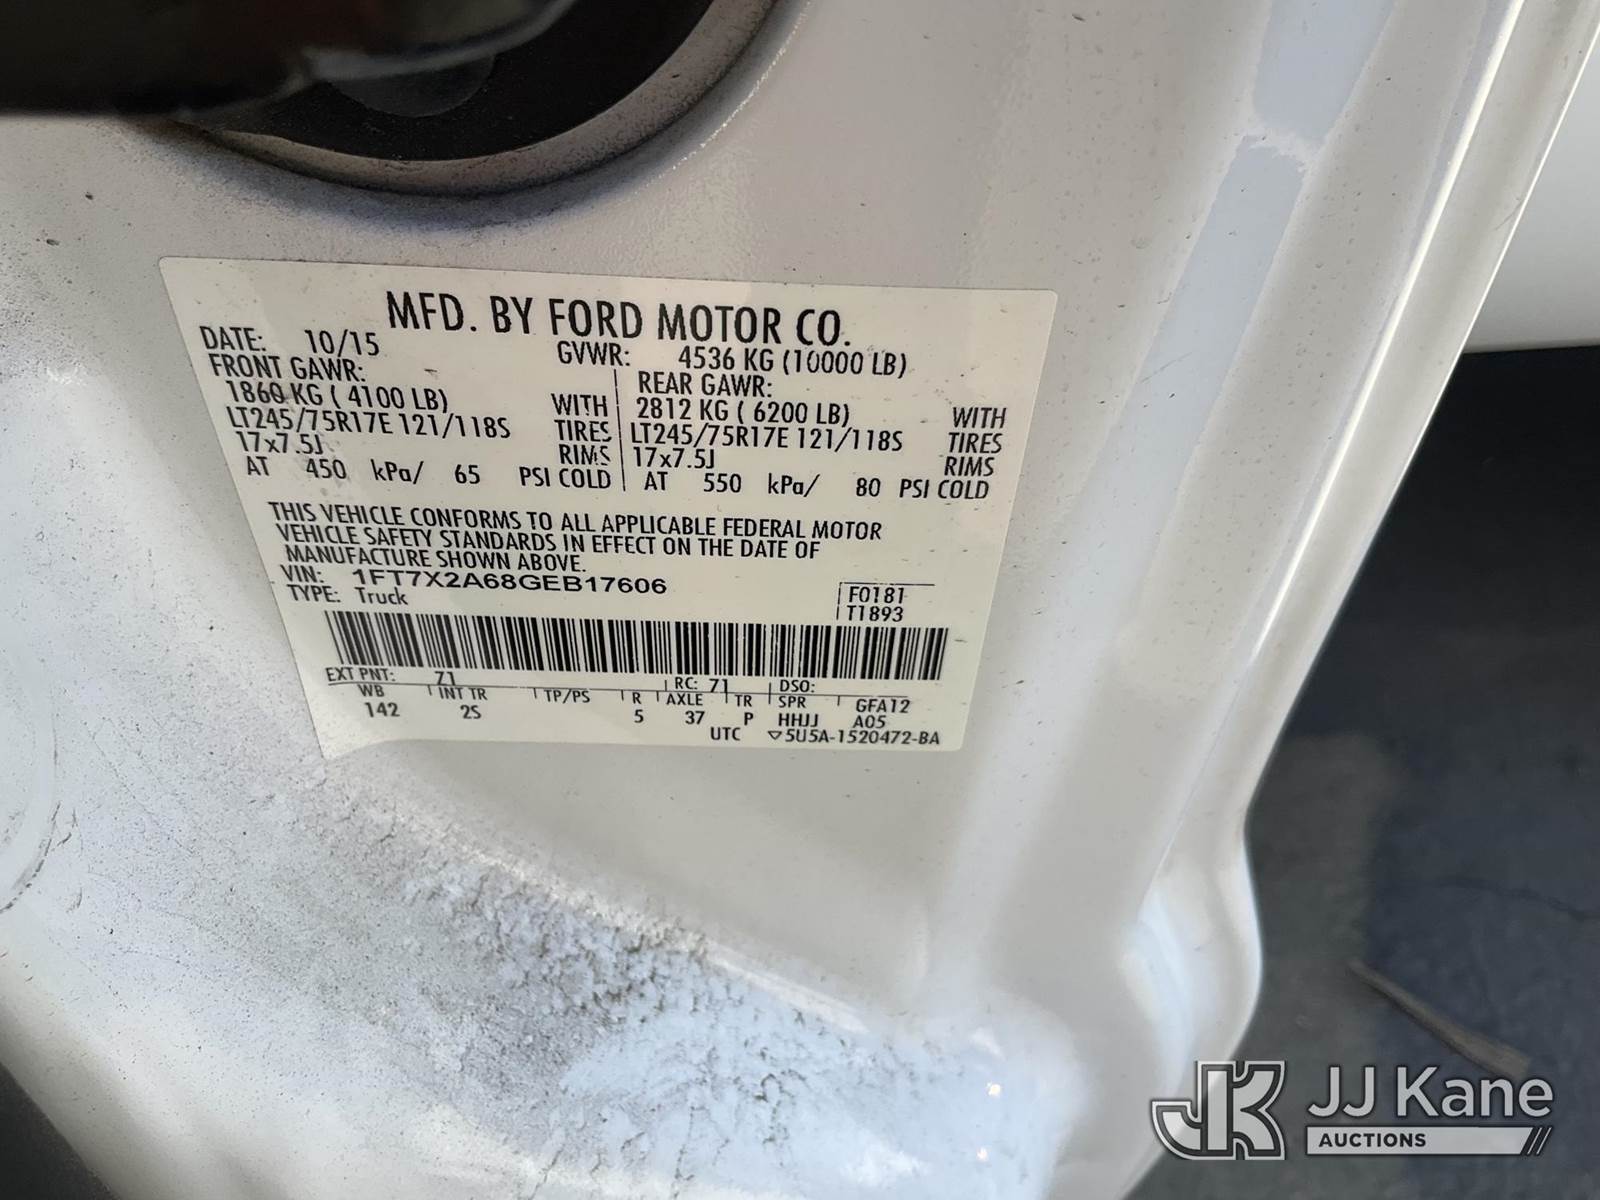 MFD. BY FORD MOTOR CO.
DATE: 10/15 GVWR: 4536 KG (10000 LB)
FRONT GAWR: REAR GAWR:
1860 KG ( 4100 LB) WITH 2812 KG ( 6200 LB) WITH
LT245/75R17E 121/118S TIRES LT245/75R17E 121/118S TIRES
17x7.5J RIMS 17x7.5J RIMS
AT 450 kPa/ 65 PSI COLD AT 550 kPa/ 80 PSI COLD
THIS VEHICLE CONFORMS TO ALL APPLICABLE FEDERAL MOTOR
VEHICLE SAFETY STANDARDS IN EFFECT ON THE DATE OF
MANUFACTURE SHOWN ABOVE.
VIN: 1FT7X2A68GEB17606
TYPE: Truck
F0181
T1893
EXT PNT: 71 RC: 71 DSO:
WB INT TR TP/PS R AXLE TR SPR GFA12
142 2S 5 37 P HHJJ A05
UTC ▽5U5A-1520472-BA
JK JJ Kane
AUCTIONS